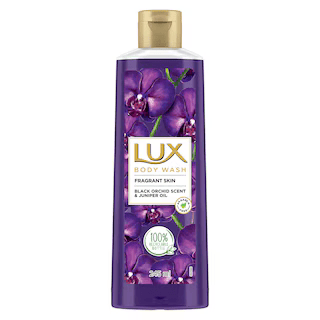 LUX
BODY WASH
FRAGRANT SKIN
BLACK ORCHID SCENT
& JUNIPER OIL
100%
245 ml